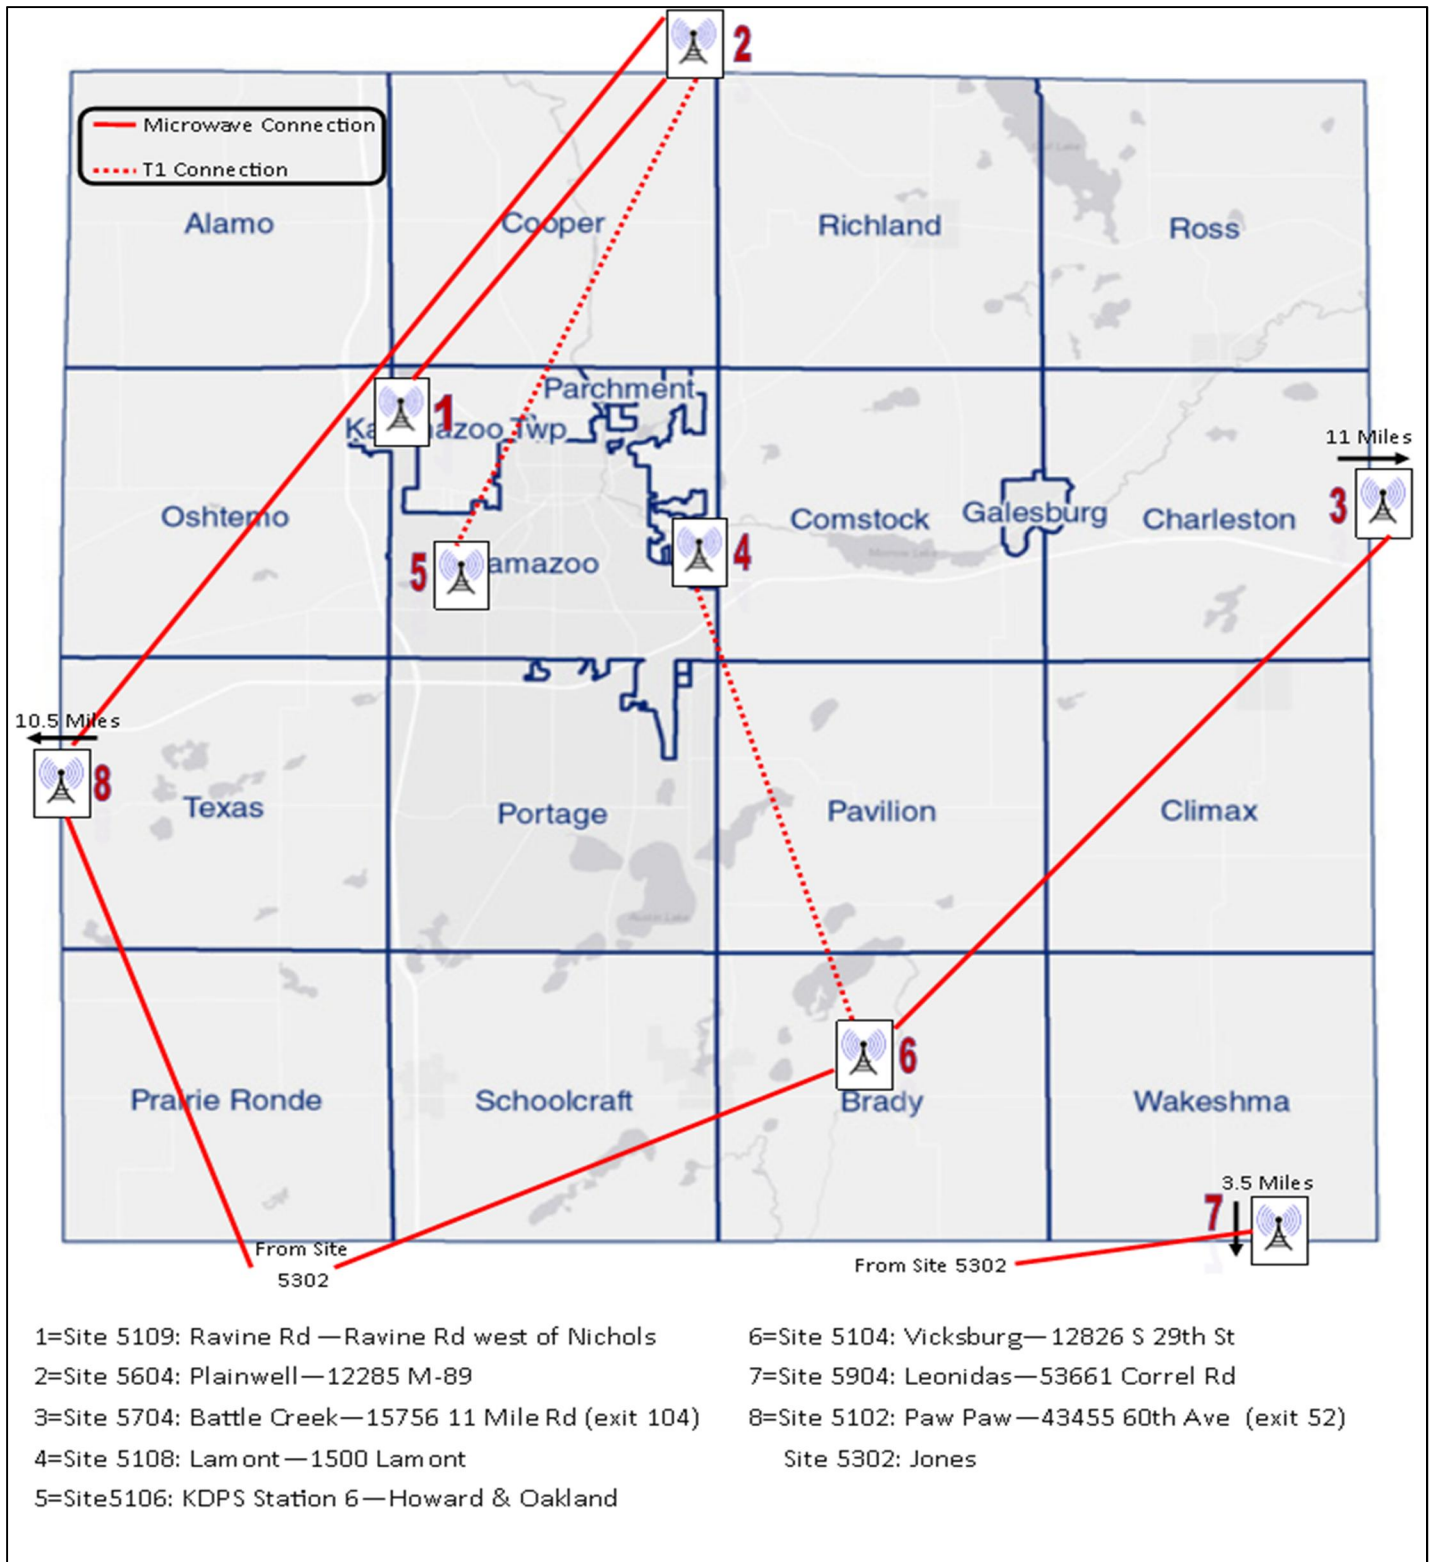 2
Microwave Connection
T1 Connection
Alamo
Cooper
Richland
Ross
Parchment
1
Ka mazoo Twp
11 Miles
3
Oshtemo
Comstock
Galesburg
Charleston
4
5
amazoo
10.5 Miles
8
Texas
Portage
Pavilion
Climax
Austin Lake
6
Prairie Ronde
Schoolcraft
Brady
Wakeshma
3.5 Miles
7
From Site
5302
From Site 5302
1=Site 5109: Ravine Rd —Ravine Rd west of Nichols
2=Site 5604: Plainwell—12285 M-89
3=Site 5704: Battle Creek—15756 11 Mile Rd (exit 104)
4=Site 5108: Lamont—1500 Lamont
5=Site5106: KDPS Station 6—Howard & Oakland
6=Site 5104: Vicksburg—12826 S 29th St
7=Site 5904: Leonidas—53661 Correl Rd
8=Site 5102: Paw Paw—43455 60th Ave (exit 52)
Site 5302: Jones